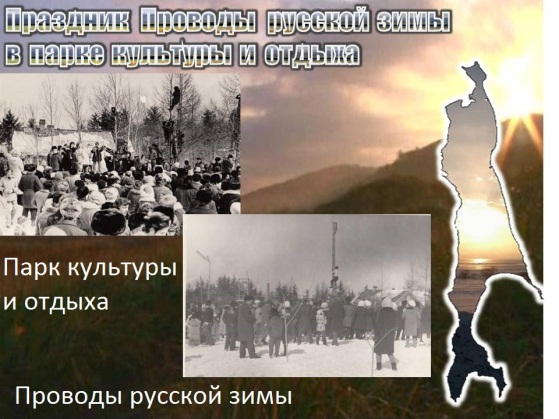 Праздник Проводы русской зимы
в парке культуры и отдыха
Парк культуры
и отдыха
Проводы русской зимы